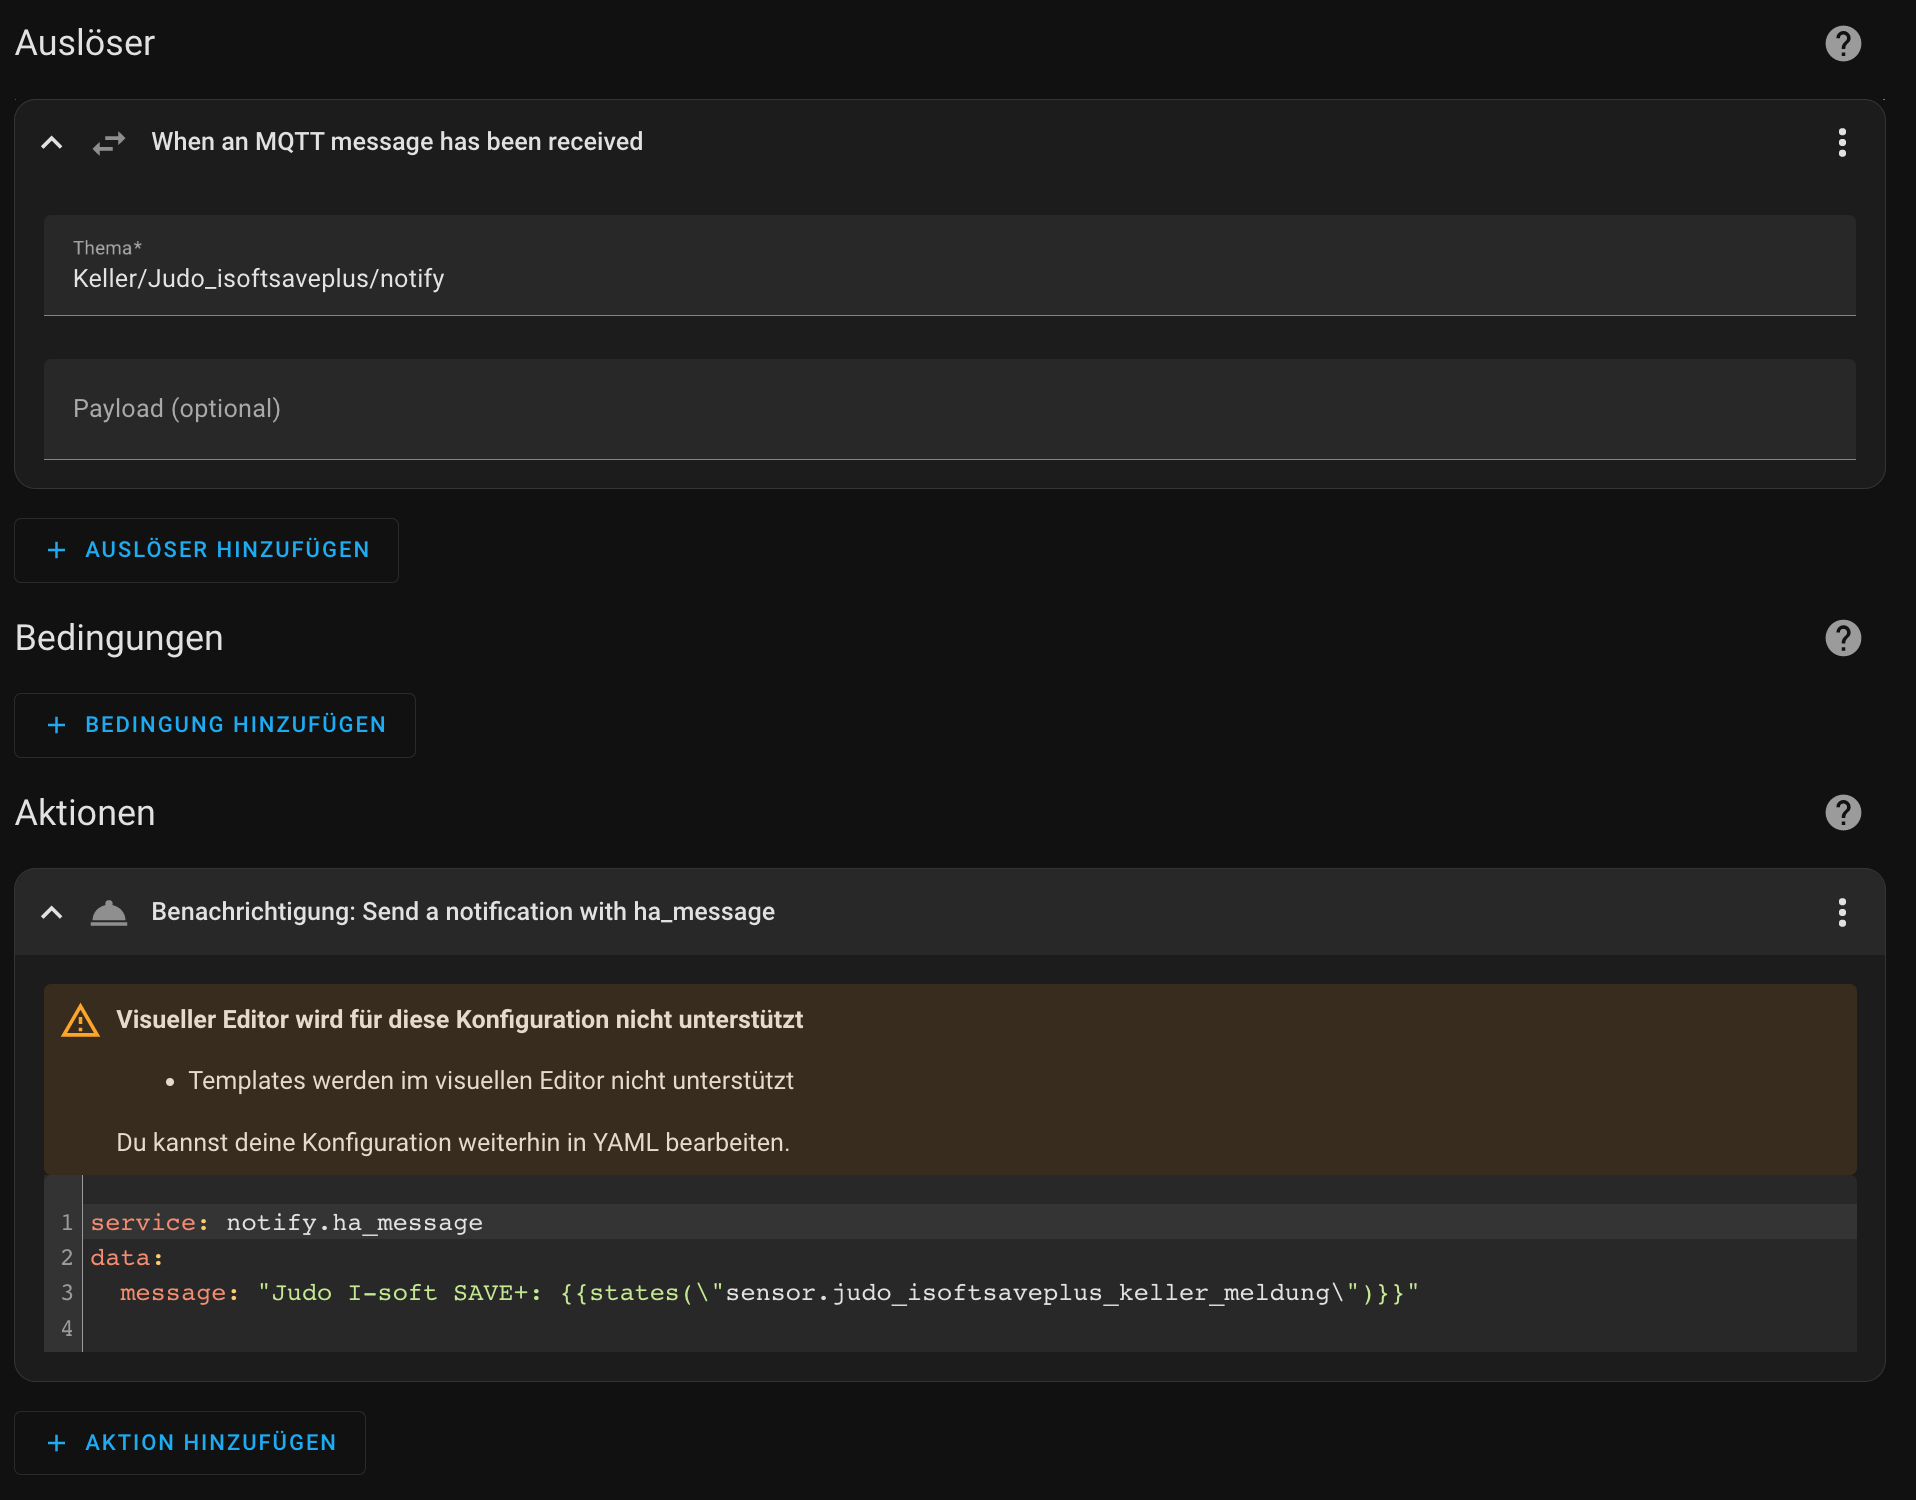 Auslöser
When an MQTT message has been received
Thema*
Keller/Judo_isoftsaveplus/notify
Payload (optional)
+ AUSLÖSER HINZUFÜGEN
Bedingungen
+ BEDINGUNG HINZUFÜGEN
Aktionen
Benachrichtigung: Send a notification with ha_message
Visueller Editor wird für diese Konfiguration nicht unterstützt
• Templates werden im visuellen Editor nicht unterstützt
Du kannst deine Konfiguration weiterhin in YAML bearbeiten.
1 service: notify.ha_message
2 data:
3   message: "Judo I-soft SAVE+: {{states(\"sensor.judo_isoftsaveplus_keller_meldung\")}}"
4
+ AKTION HINZUFÜGEN